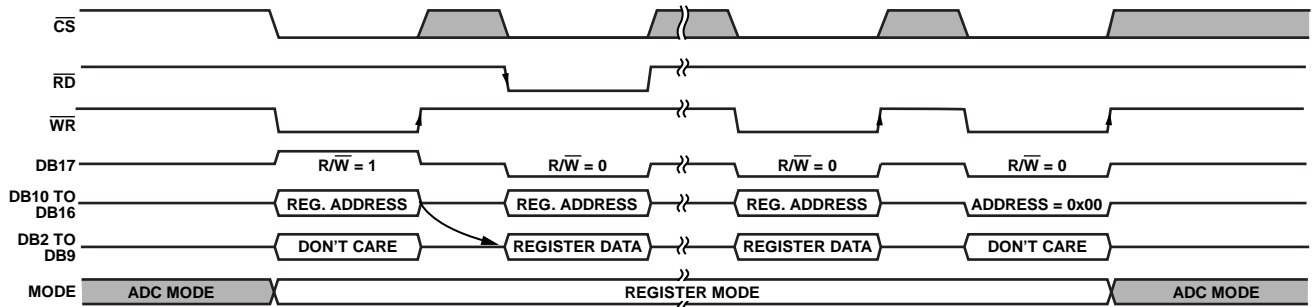 CS
RD
WR
DB17 R/W = 1 R/W = 0 R/W = 0 R/W = 0
DB10 TO
DB16 REG. ADDRESS REG. ADDRESS REG. ADDRESS ADDRESS = 0x00
DB2 TO
DB9 DON'T CARE REGISTER DATA REGISTER DATA DON'T CARE
MODE ADC MODE REGISTER MODE ADC MODE